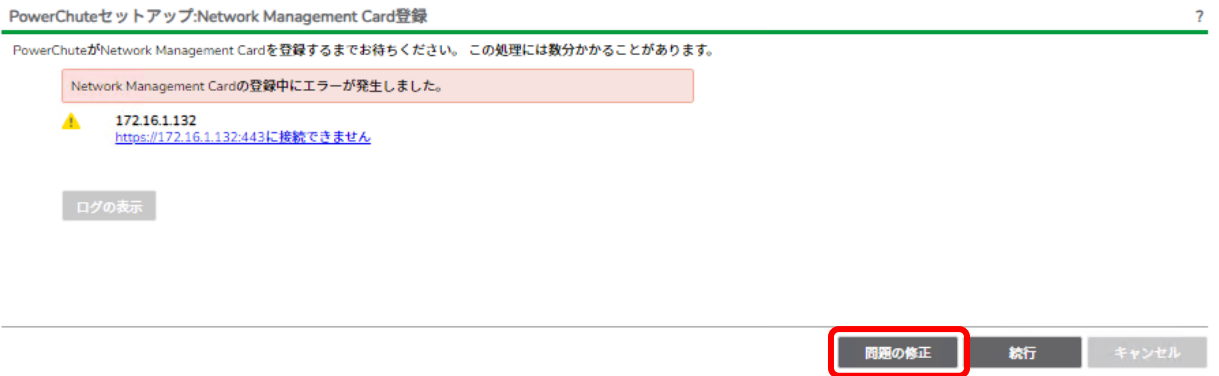 PowerChuteセットアップ:Network Management Card登録
?
PowerChuteがNetwork Management Cardを登録するまでお待ちください。 この処理には数分かかることがあります。
Network Management Cardの登録中にエラーが発生しました。
172.16.1.132
https://172.16.1.132:443に接続できません
ログの表示
問題の修正
続行
キャンセル